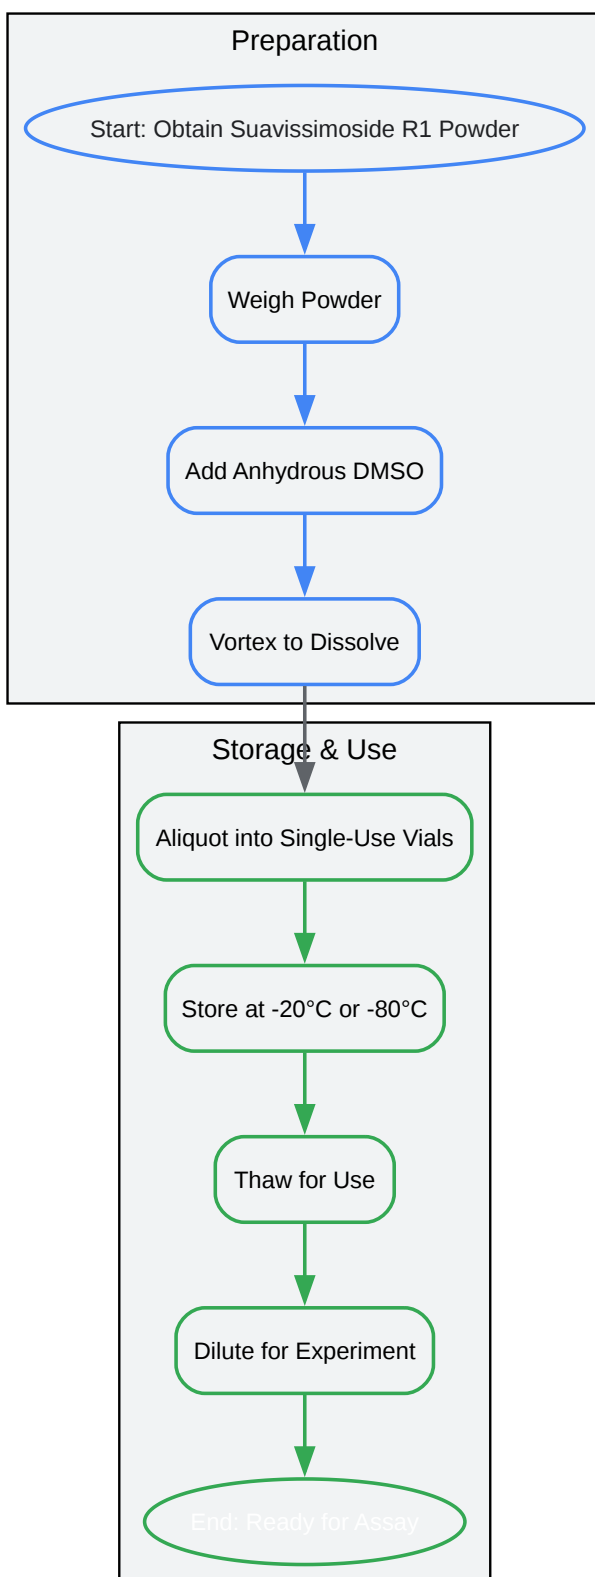 Preparation
Start: Obtain Suavissimoside R1 Powder
Weigh Powder
Add Anhydrous DMSO
Vortex to Dissolve
Storage & Use
Aliquot into Single-Use Vials
Store at -20°C or -80°C
Thaw for Use
Dilute for Experiment
End: Ready for Assay